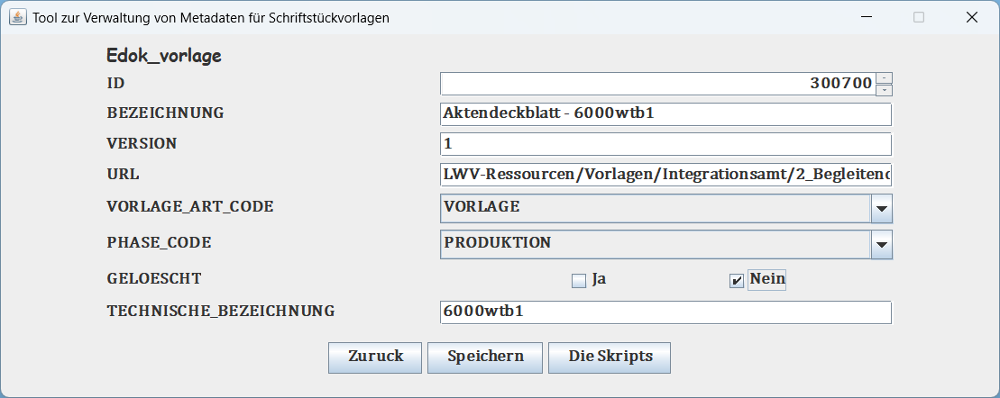 Tool zur Verwaltung von Metadaten für Schriftstückvorlagen
Edok_vorlage
ID 300700
BEZEICHNUNG Aktendeckblatt - 6000wtb1
VERSION 1
URL LWV-Ressourcen/Vorlagen/Integrationsamt/2_Begleitend
VORLAGE_ART_CODE VORLAGE
PHASE_CODE PRODUKTION
GELOESCHT Ja Nein
TECHNISCHE_BEZEICHNUNG 6000wtb1
Zuruck Speichern Die Skripts